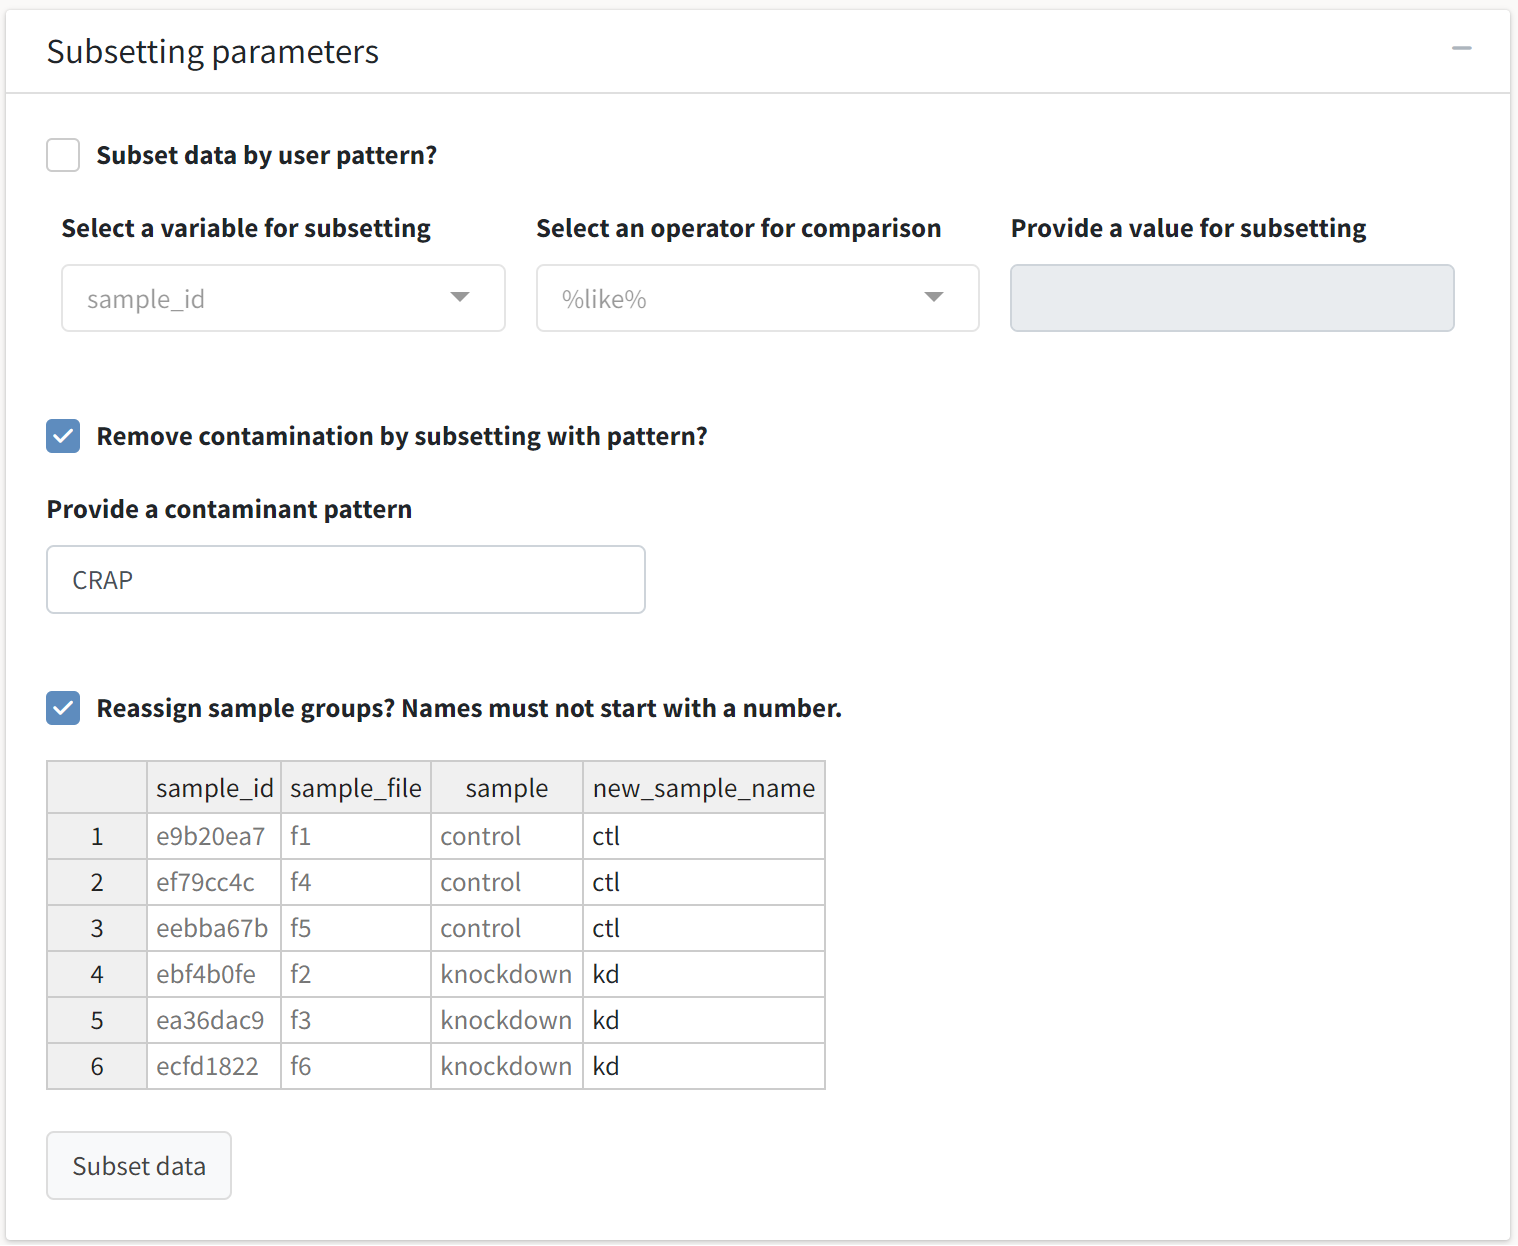 Subsetting parameters
Subset data by user pattern?
Select a variable for subsetting Select an operator for comparison Provide a value for subsetting
sample_id %like%
Remove contamination by subsetting with pattern?
Provide a contaminant pattern
CRAP
Reassign sample groups? Names must not start with a number.
sample_id sample_file sample new_sample_name
1 e9b20ea7 f1 control ctl
2 ef79cc4c f4 control ctl
3 eebba67b f5 control ctl
4 ebf4b0fe f2 knockdown kd
5 ea36dac9 f3 knockdown kd
6 ecfd1822 f6 knockdown kd
Subset data